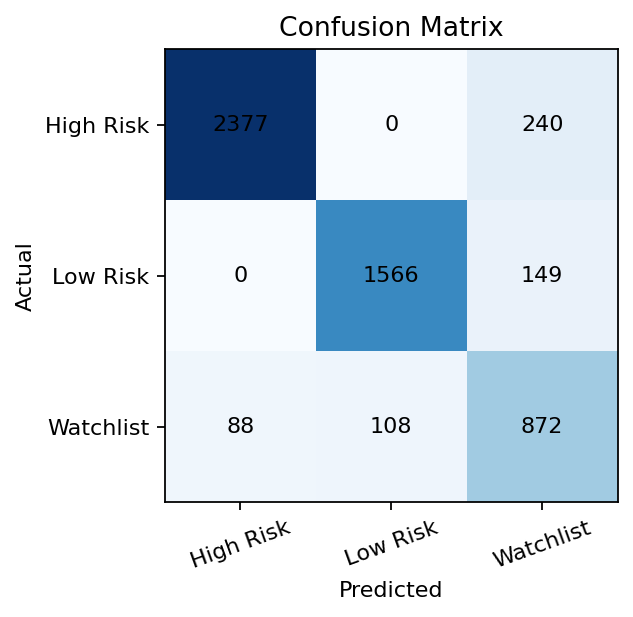 Confusion Matrix
Actual
High Risk 2377 0 240
Low Risk 0 1566 149
Watchlist 88 108 872
High Risk Low Risk Watchlist
Predicted